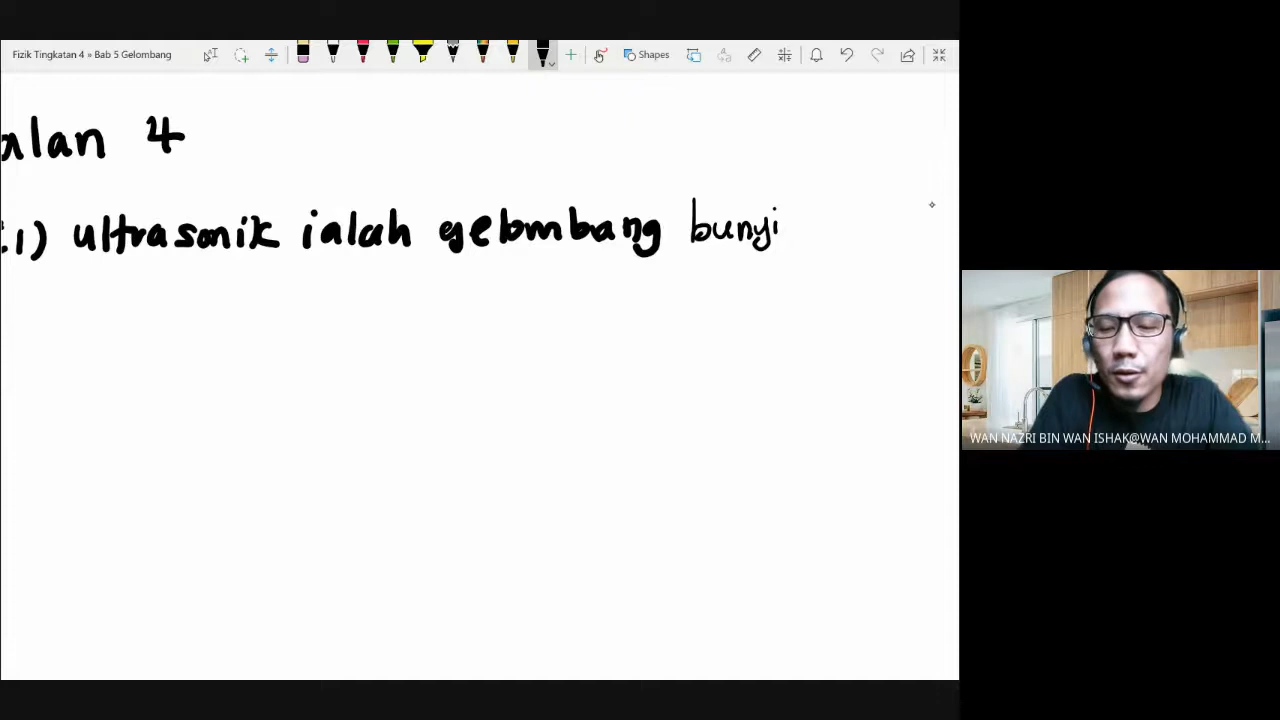 Fizik Tingkatan 4 » Bab 5 Gelombang
Shapes
alan 4
1) ultrasonik ialah gelombang bunyi
WAN NAZRI BIN WAN ISHAK@WAN MOHAMMAD M...